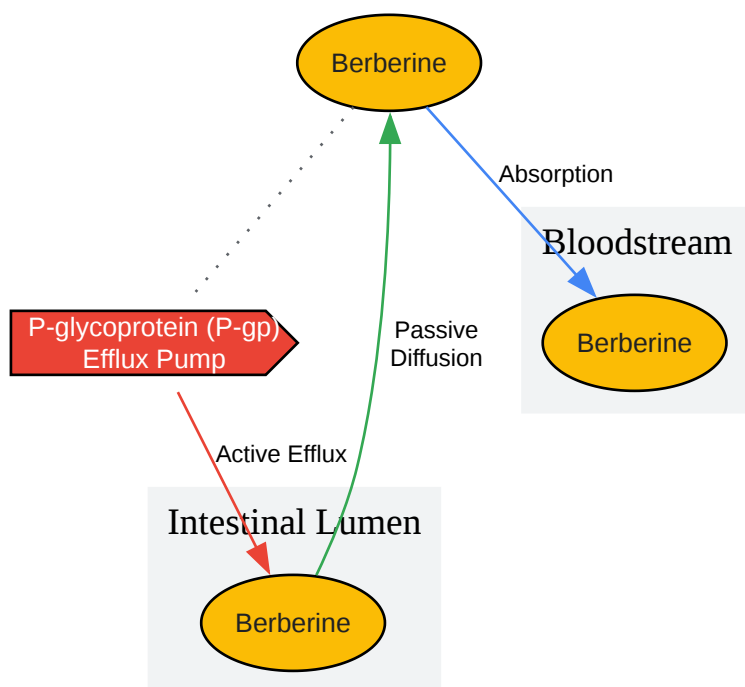 Berberine
Absorption
Bloodstream
P-glycoprotein (P-gp)
Efflux Pump
Passive
Diffusion
Berberine
Active Efflux
Intestinal Lumen
Berberine